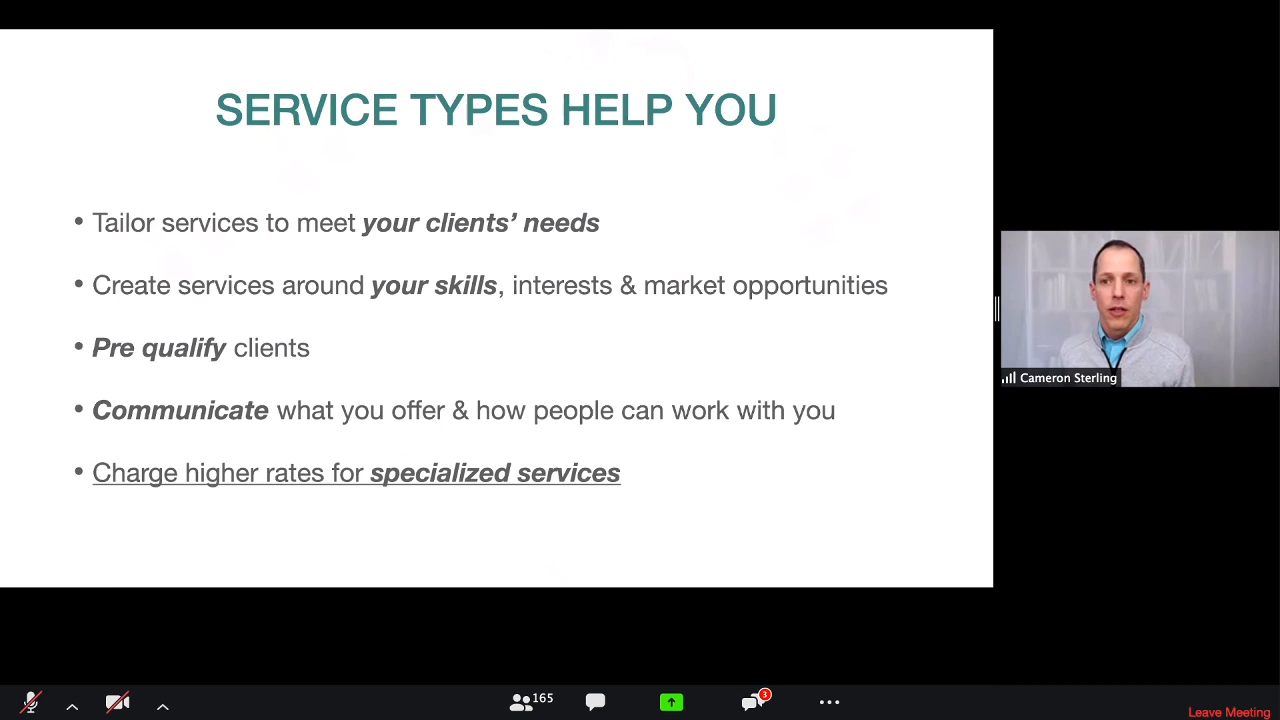 SERVICE TYPES HELP YOU
• Tailor services to meet your clients’ needs
• Create services around your skills, interests & market opportunities
• Pre qualify clients
• Communicate what you offer & how people can work with you
• Charge higher rates for specialized services
Cameron Sterling
165
3
Leave Meeting